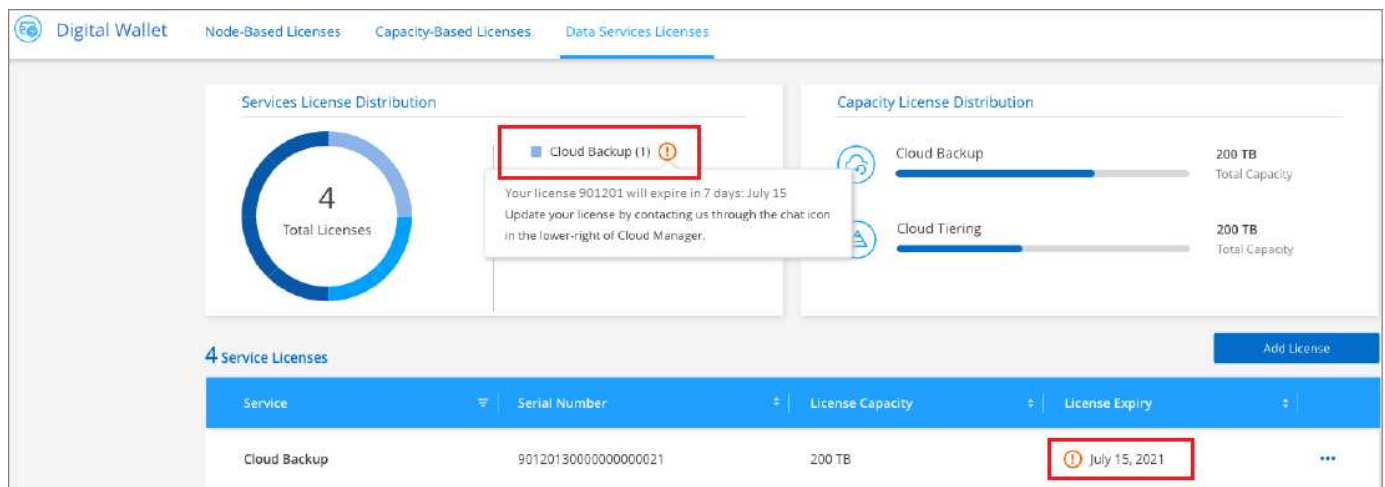 Digital Wallet
Node-Based Licenses
Capacity-Based Licenses
Data Services Licenses
Services License Distribution
4
Total Licenses
Cloud Backup (1)
Your license 901201 will expire in 7 days: July 15
Update your license by contacting us through the chat icon
in the lower-right of Cloud Manager.
Capacity License Distribution
Cloud Backup
200 TB
Total Capacity
Cloud Tiering
200 TB
Total Capacity
4 Service Licenses
Add License
Service
Serial Number
License Capacity
License Expiry
Cloud Backup
90120130000000000021
200 TB
July 15, 2021